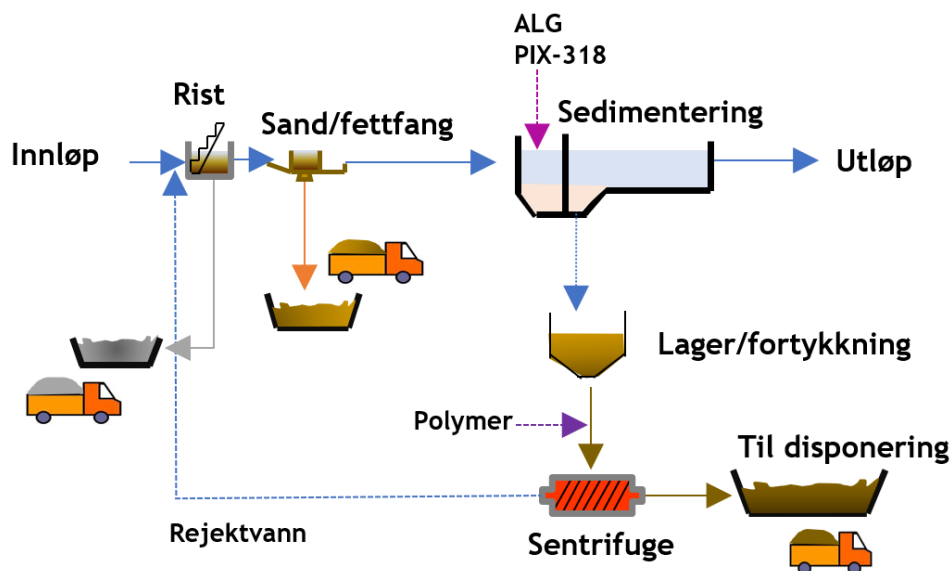 ALG
PIX-318
Rist
Sand/fettfang
Sedimentering
Innløp
Utløp
Lager/fortykkning
Polymer
Til disponering
Rejektvann
Sentrifuge